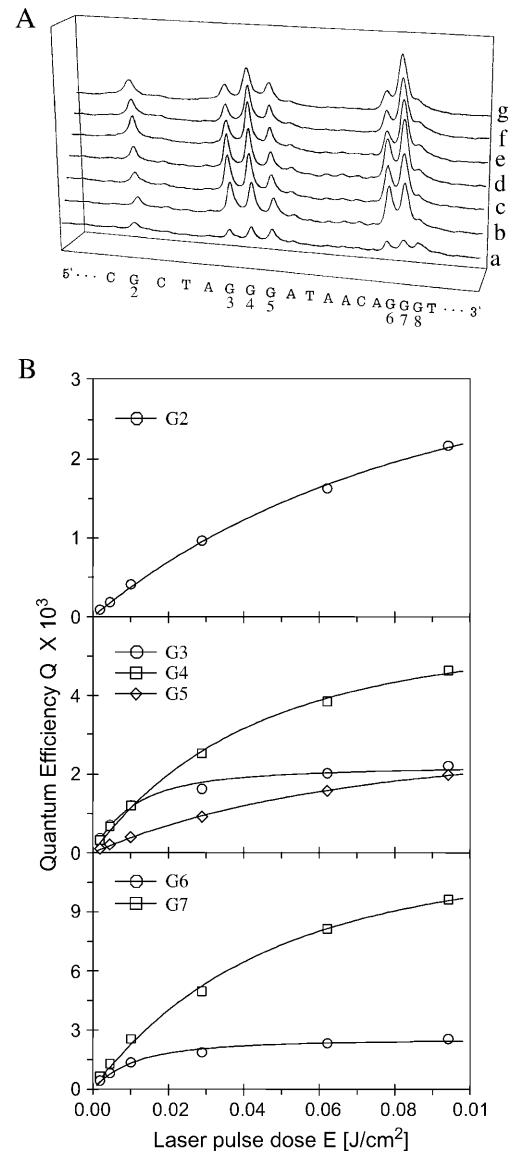 A
g
f
e
d
c
b
a
5'··· C G C T A G G G A T A A C A G G G T ··· 3'
2 3 4 5 6 7 8
B
3
G2
2
1
0
G3
G4
G5
4
2
0
G6
G7
9
6
3
0
Quantum Efficiency Q X 10³
0.00 0.02 0.04 0.06 0.08 0.01
Laser pulse dose E [J/cm²]